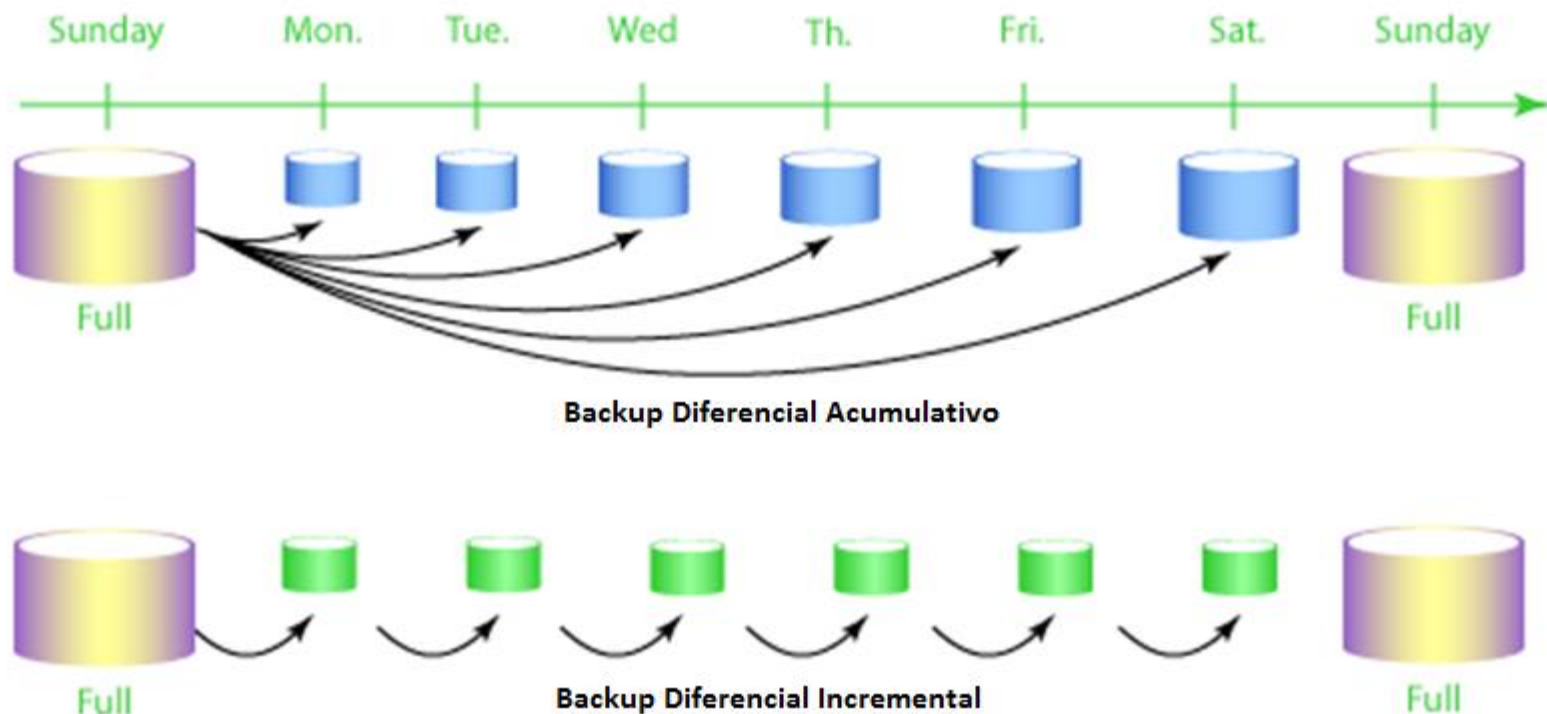 Sunday Mon. Tue. Wed Th. Fri. Sat. Sunday
Full Full
Backup Diferencial Acumulativo
Full Backup Diferencial Incremental Full